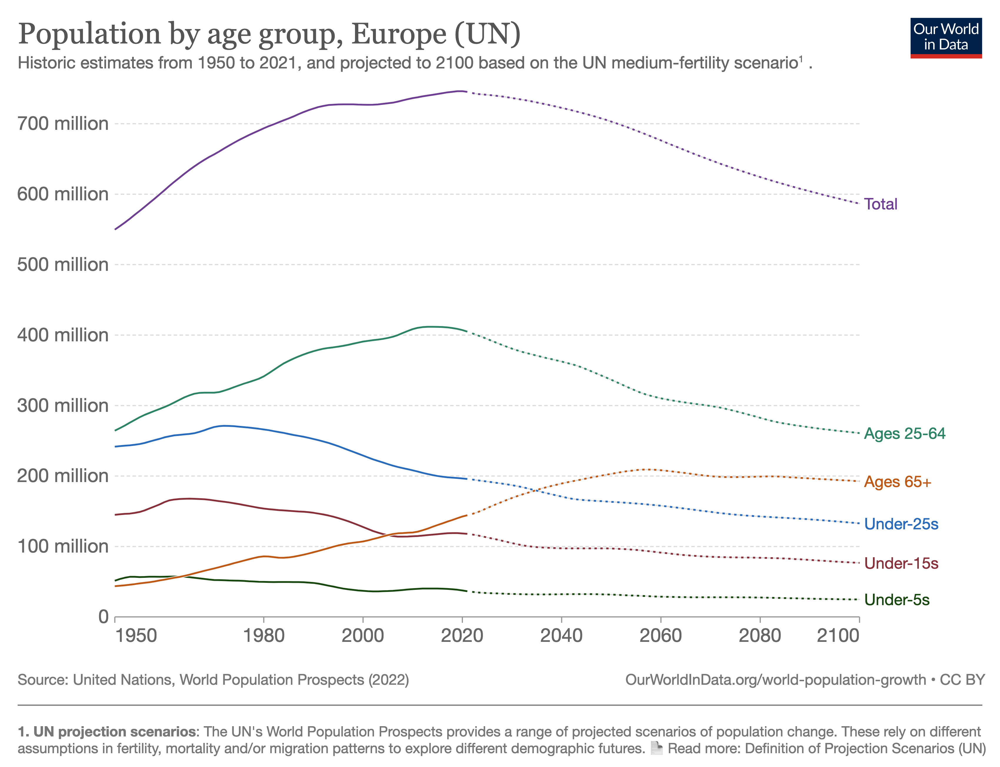 Population by age group, Europe (UN)
Our World
in Data
Historic estimates from 1950 to 2021, and projected to 2100 based on the UN medium-fertility scenario¹ .
700 million
600 million
Total
500 million
400 million
300 million
Ages 25-64
200 million
Ages 65+
Under-25s
100 million
Under-15s
Under-5s
0
1950 1980 2000 2020 2040 2060 2080 2100
Source: United Nations, World Population Prospects (2022)
OurWorldInData.org/world-population-growth • CC BY
1. UN projection scenarios: The UN's World Population Prospects provides a range of projected scenarios of population change. These rely on different
assumptions in fertility, mortality and/or migration patterns to explore different demographic futures. Read more: Definition of Projection Scenarios (UN)